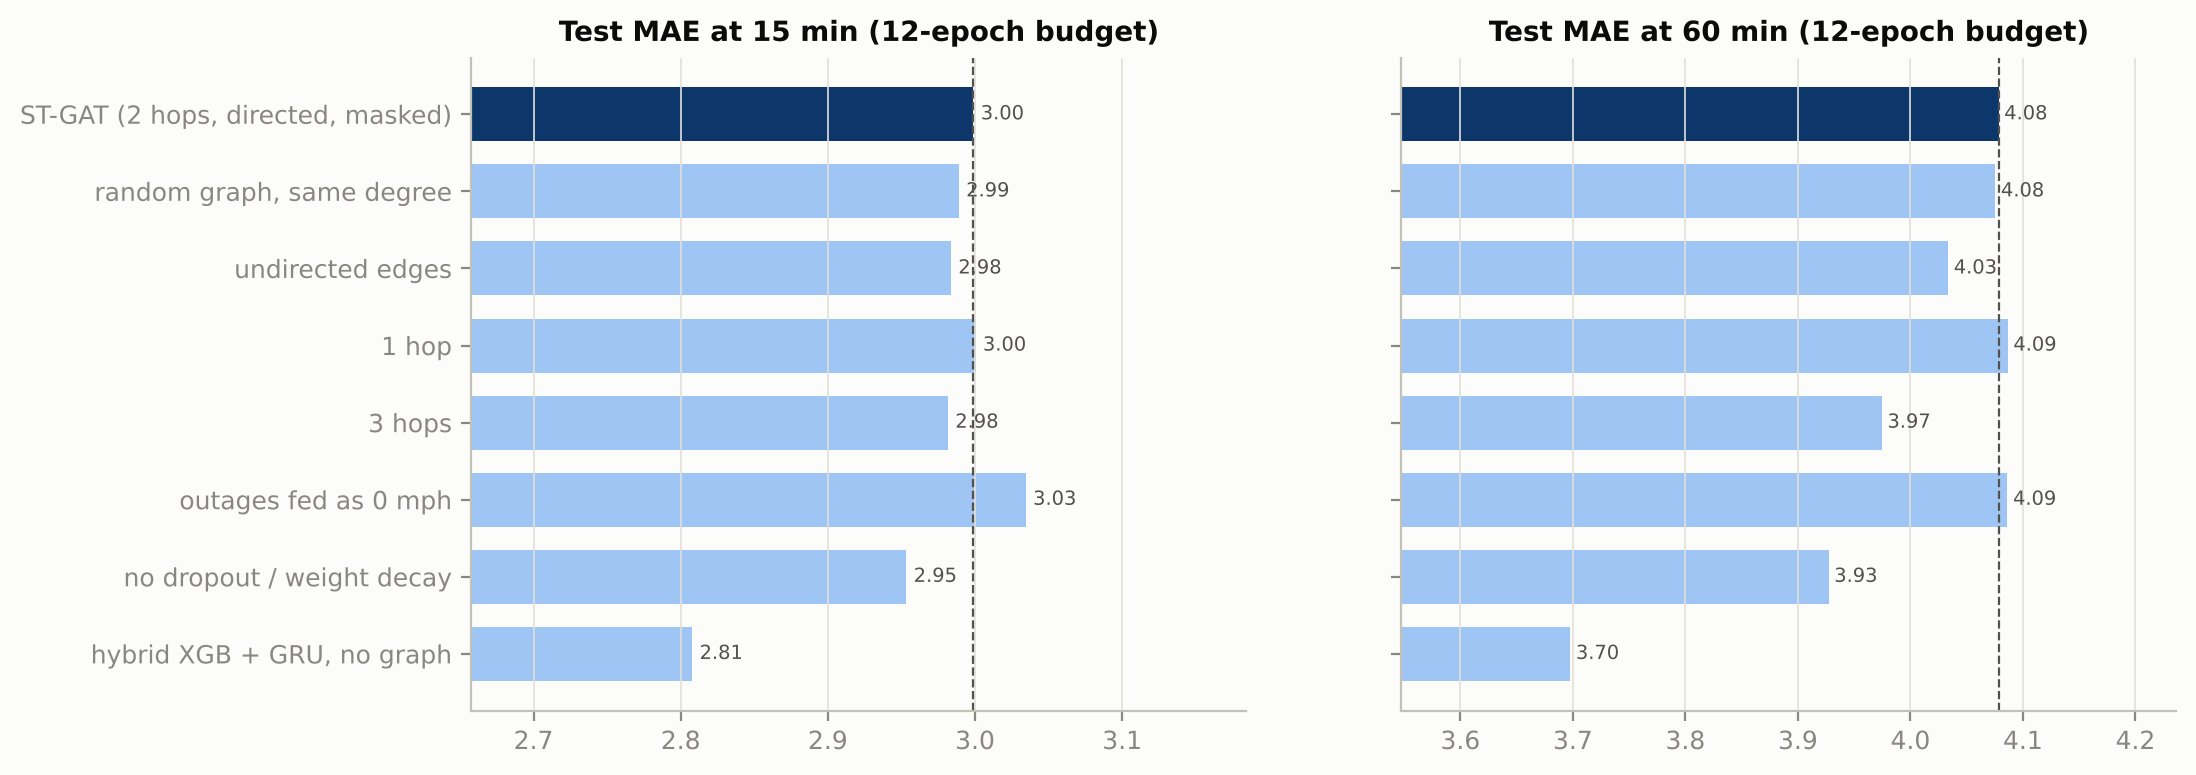 Test MAE at 15 min (12-epoch budget)
ST-GAT (2 hops, directed, masked)
3.00
random graph, same degree
2.99
undirected edges
2.98
1 hop
3.00
3 hops
2.98
outages fed as 0 mph
3.03
no dropout / weight decay
2.95
hybrid XGB + GRU, no graph
2.81
2.7 2.8 2.9 3.0 3.1
Test MAE at 60 min (12-epoch budget)
4.08
4.08
4.03
4.09
3.97
4.09
3.93
3.70
3.6 3.7 3.8 3.9 4.0 4.1 4.2